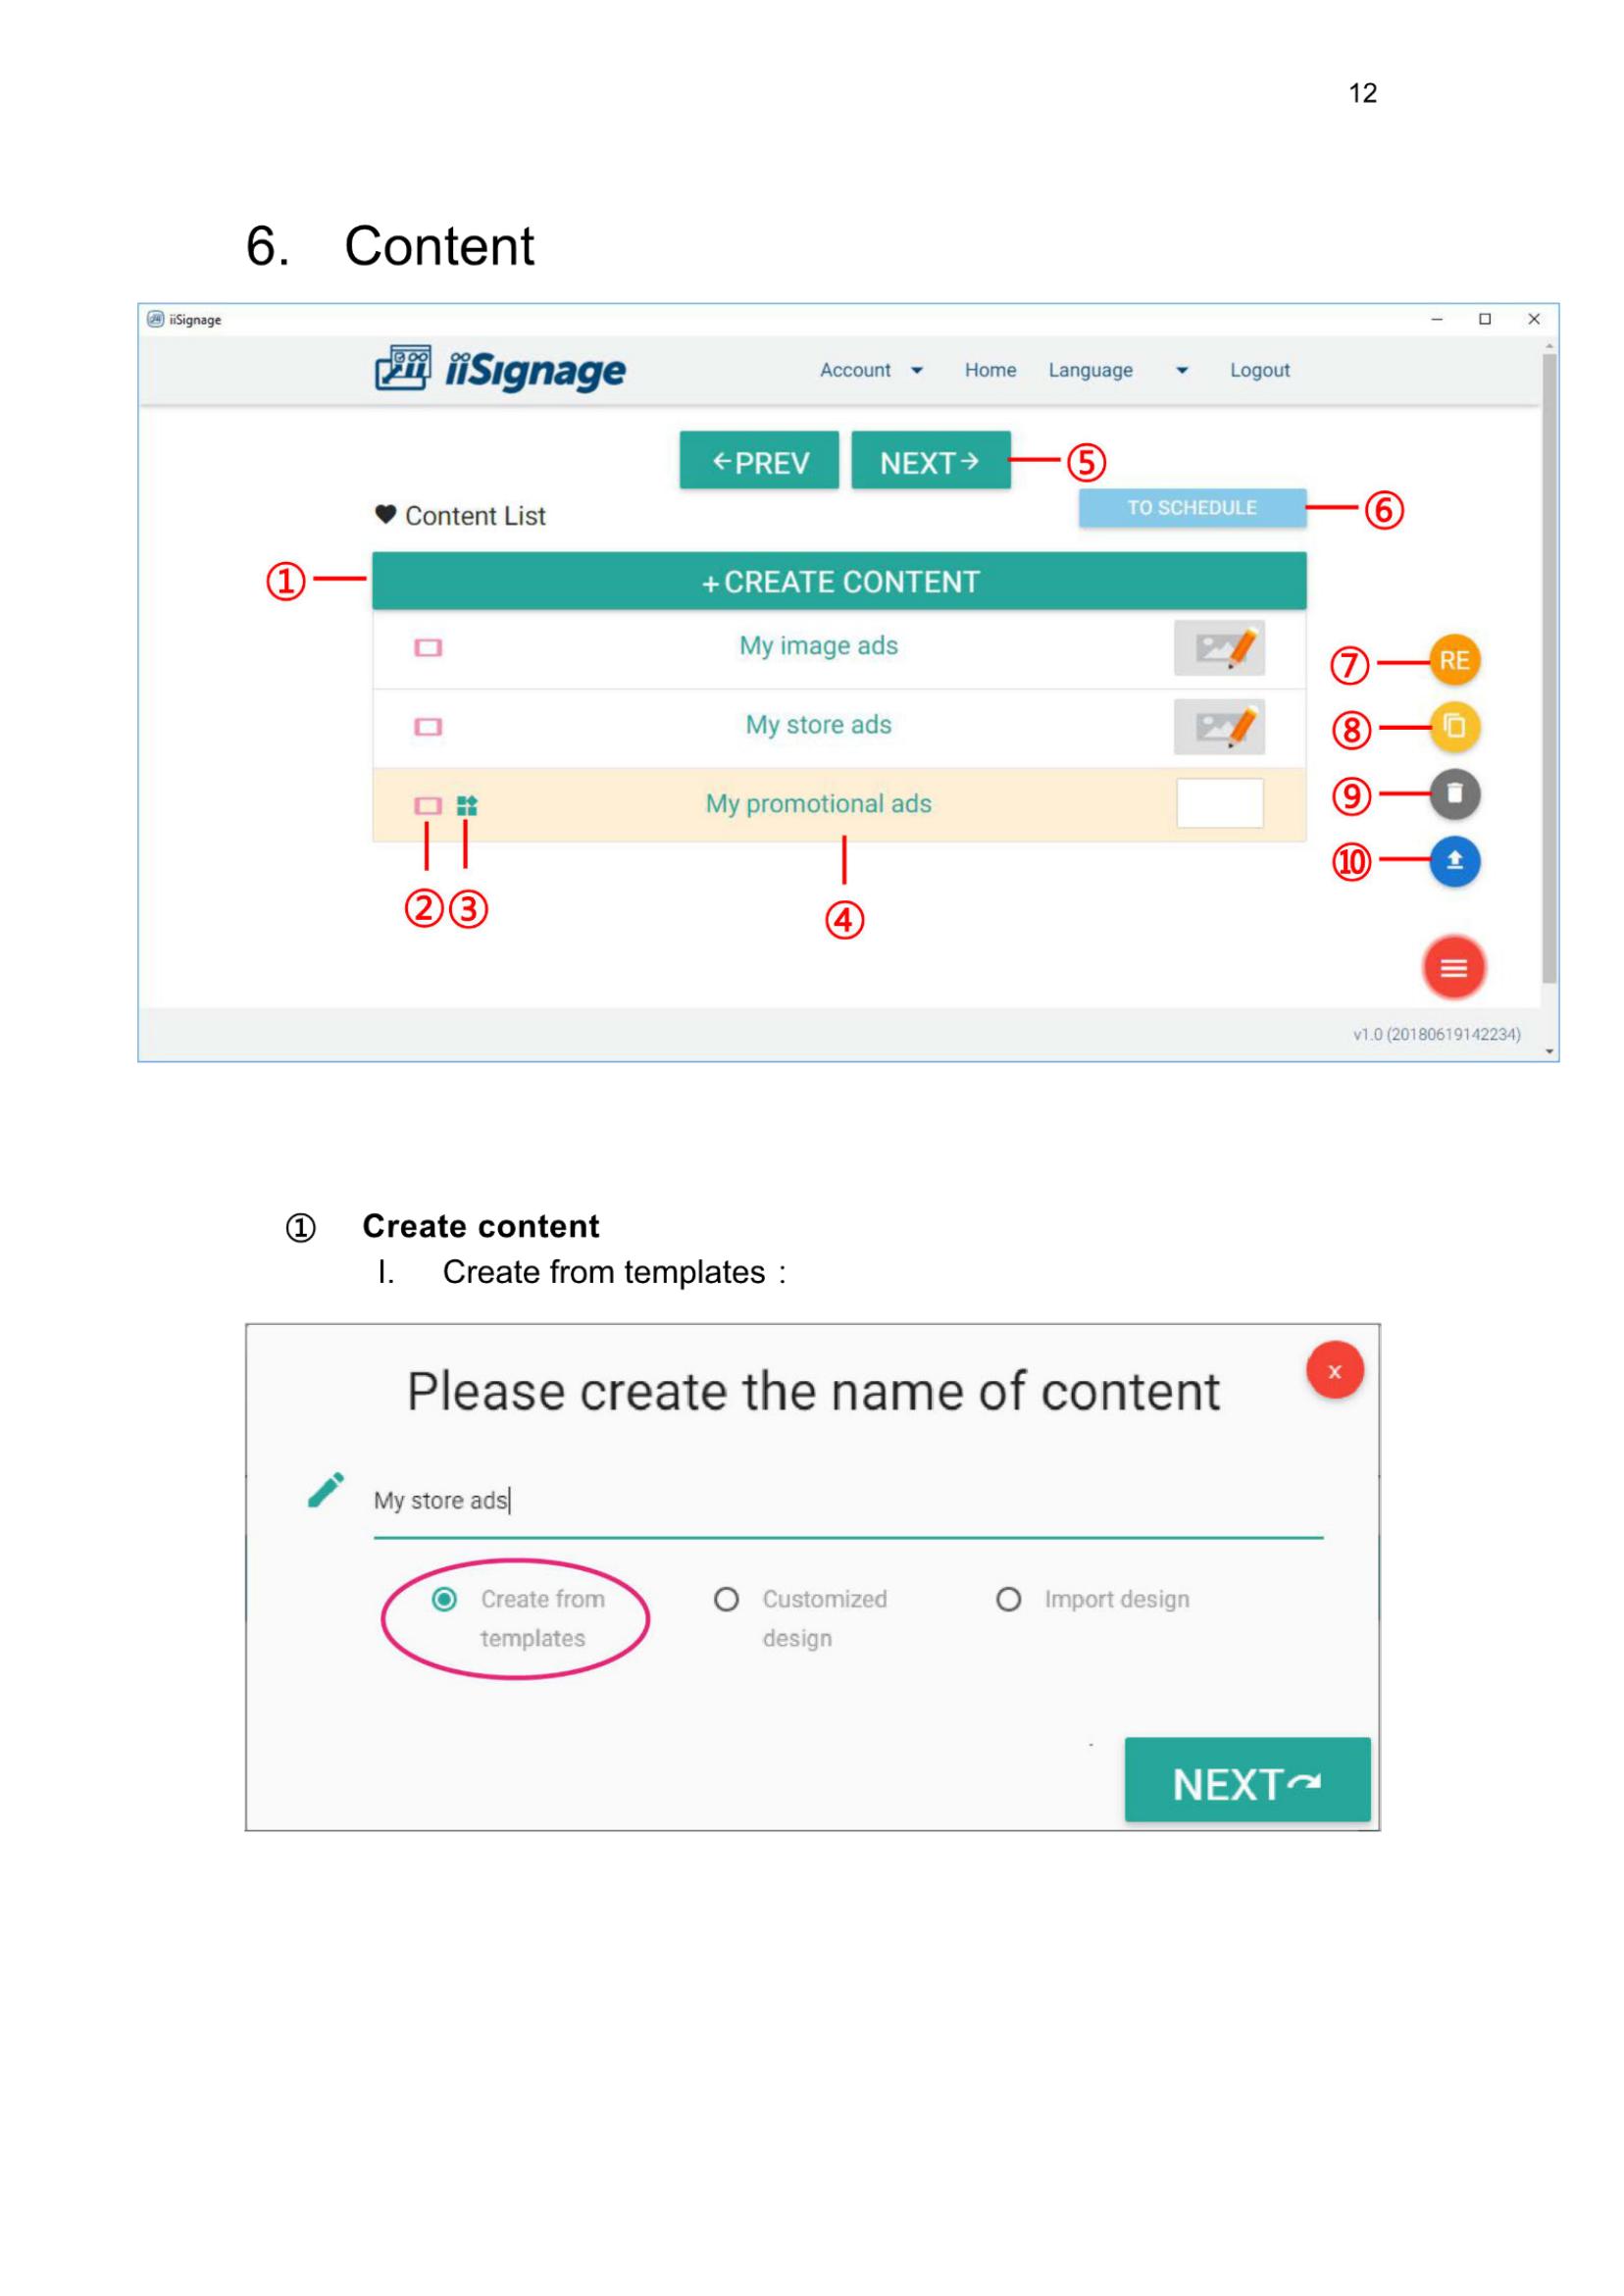 12
6. Content
iiSignage
iiSignage Account Home Language Logout
←PREV NEXT→ ⑤
Content List TO SCHEDULE ⑥
① +CREATE CONTENT
My image ads
⑦ RE
My store ads
⑧
My promotional ads
⑨
⑩
② ③ ④
v1.0 (20180619142234)
① Create content
I. Create from templates：
Please create the name of content x
My store ads
Create from templates
Customized design
Import design
NEXT